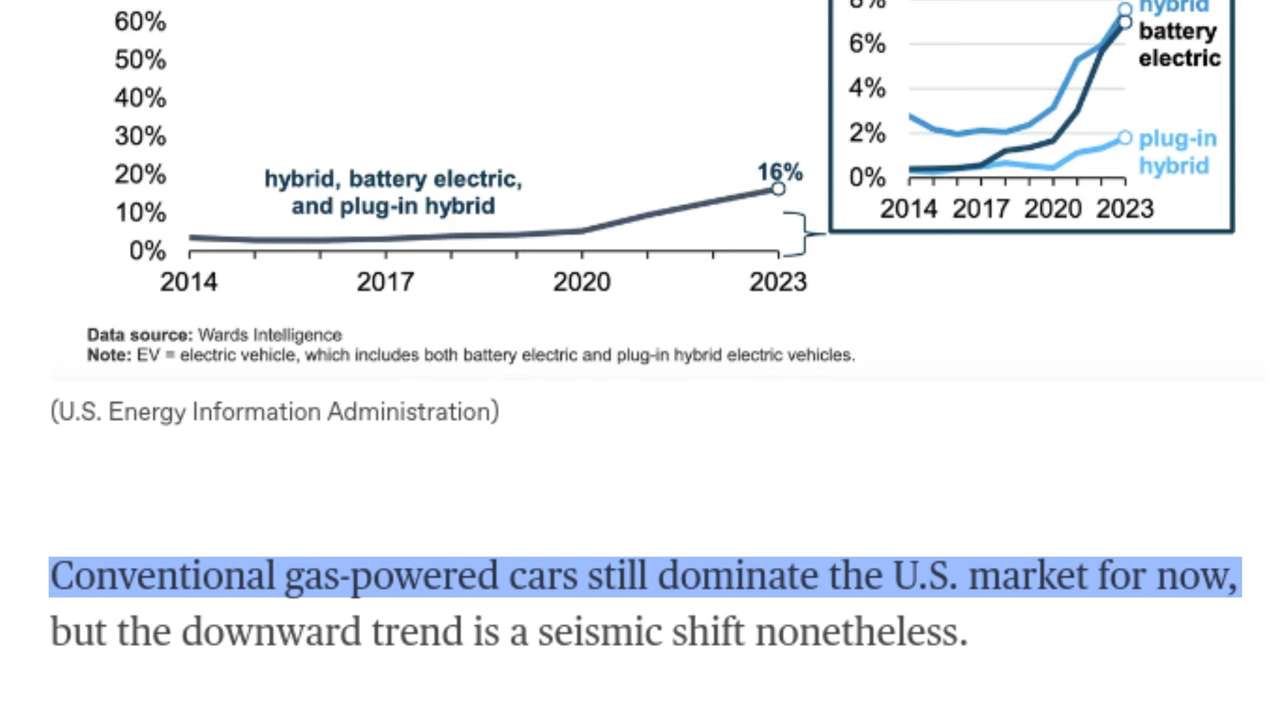 60%
50%
40%
30%
20%
10%
0%
hybrid, battery electric,
and plug-in hybrid
16%
2014 2017 2020 2023
8%
6%
4%
2%
0%
hybrid
battery
electric
plug-in
hybrid
2014 2017 2020 2023
Data source: Wards Intelligence
Note: EV = electric vehicle, which includes both battery electric and plug-in hybrid electric vehicles.
(U.S. Energy Information Administration)
Conventional gas-powered cars still dominate the U.S. market for now,
but the downward trend is a seismic shift nonetheless.